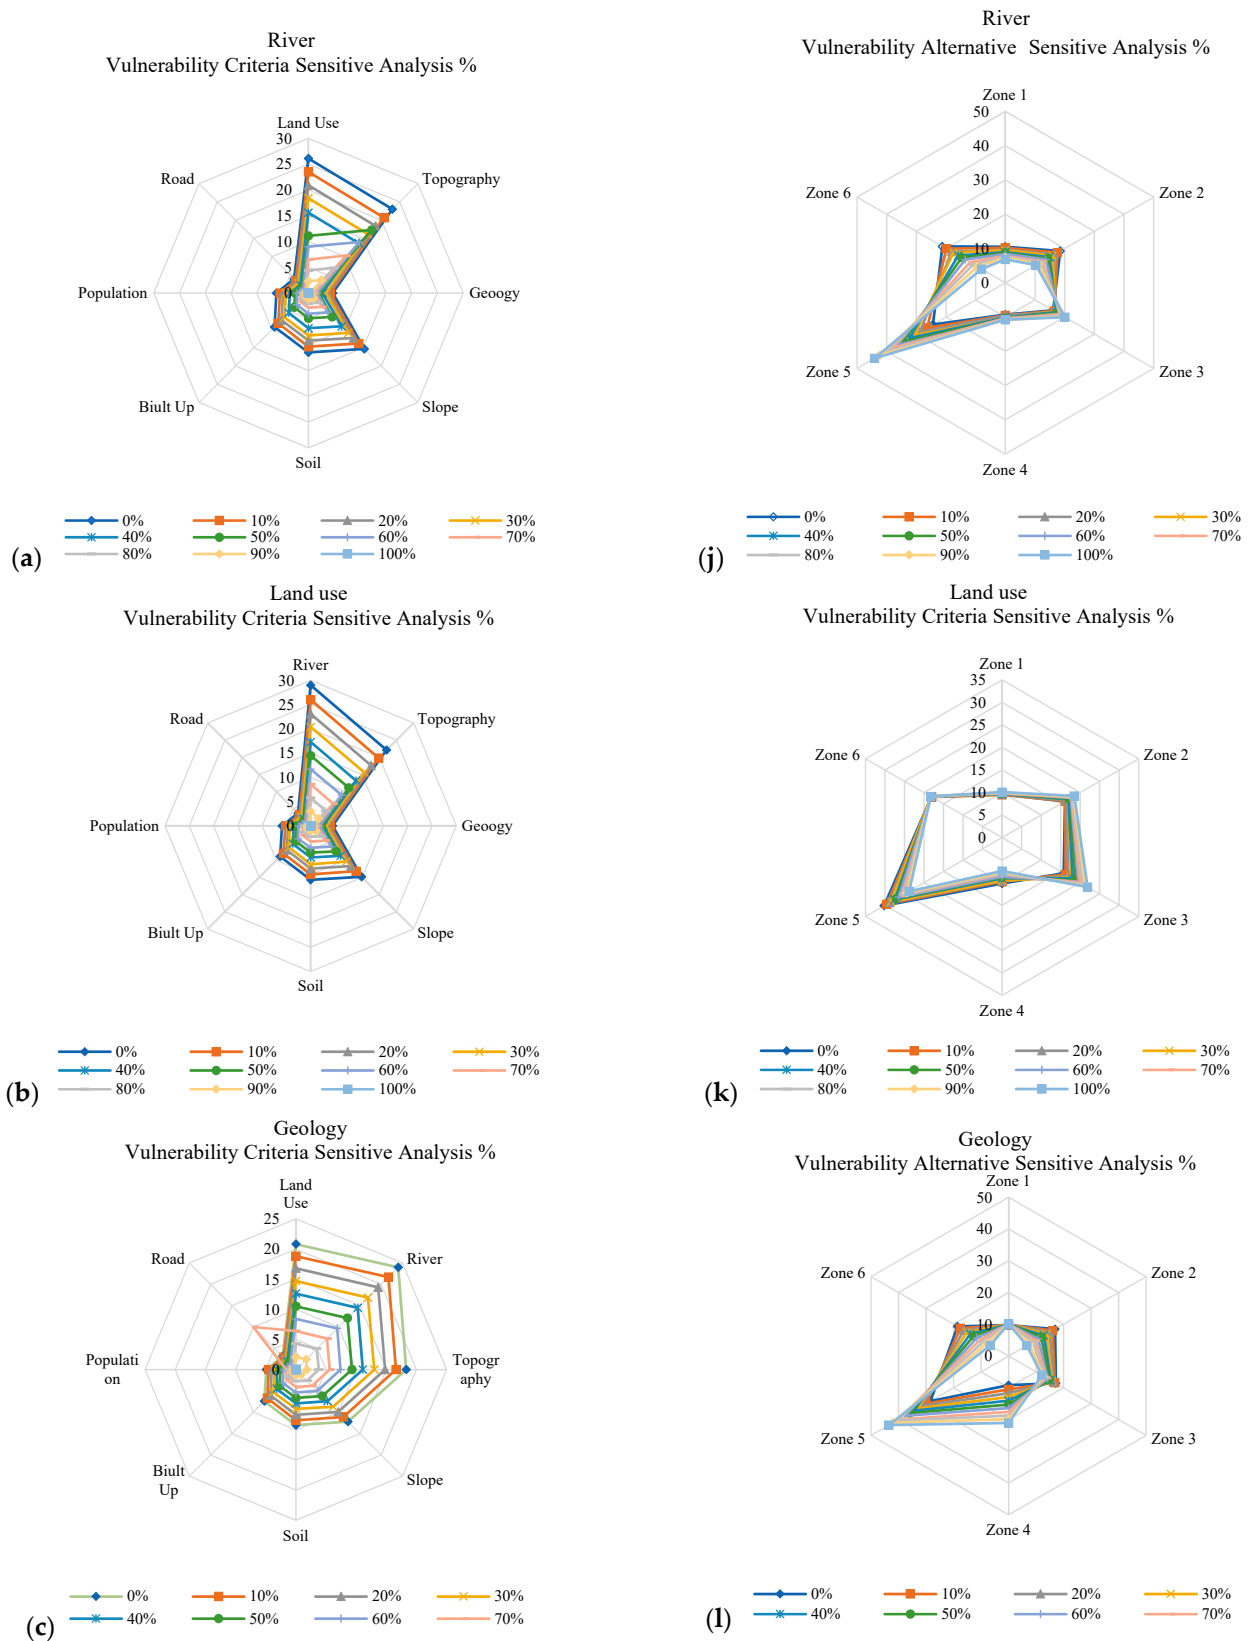 River
Vulnerability Criteria Sensitive Analysis %
Land Use
30
25
20
15
10
5
0
Topography
Geoogy
Slope
Soil
Biult Up
Population
Road
0% 10% 20% 30%
40% 50% 60% 70%
80% 90% 100%
(a)
River
Vulnerability Alternative Sensitive Analysis %
Zone 1
50
40
30
20
10
0
Zone 2
Zone 3
Zone 4
Zone 5
Zone 6
0% 10% 20% 30%
40% 50% 60% 70%
80% 90% 100%
(j)
Land use
Vulnerability Criteria Sensitive Analysis %
River
30
25
20
15
10
5
0
Topography
Geoogy
Slope
Soil
Biult Up
Population
Road
0% 10% 20% 30%
40% 50% 60% 70%
80% 90% 100%
(b)
Land use
Vulnerability Criteria Sensitive Analysis %
Zone 1
35
30
25
20
15
10
5
0
Zone 2
Zone 3
Zone 4
Zone 5
Zone 6
0% 10% 20% 30%
40% 50% 60% 70%
80% 90% 100%
(k)
Geology
Vulnerability Criteria Sensitive Analysis %
Land
Use
25
20
15
10
5
0
River
Topogr
aphy
Slope
Soil
Biult
Up
Populati
on
Road
0% 10% 20% 30%
40% 50% 60% 70%
(c)
Geology
Vulnerability Alternative Sensitive Analysis %
Zone 1
50
40
30
20
10
0
Zone 2
Zone 3
Zone 4
Zone 5
Zone 6
0% 10% 20% 30%
40% 50% 60% 70%
(l)